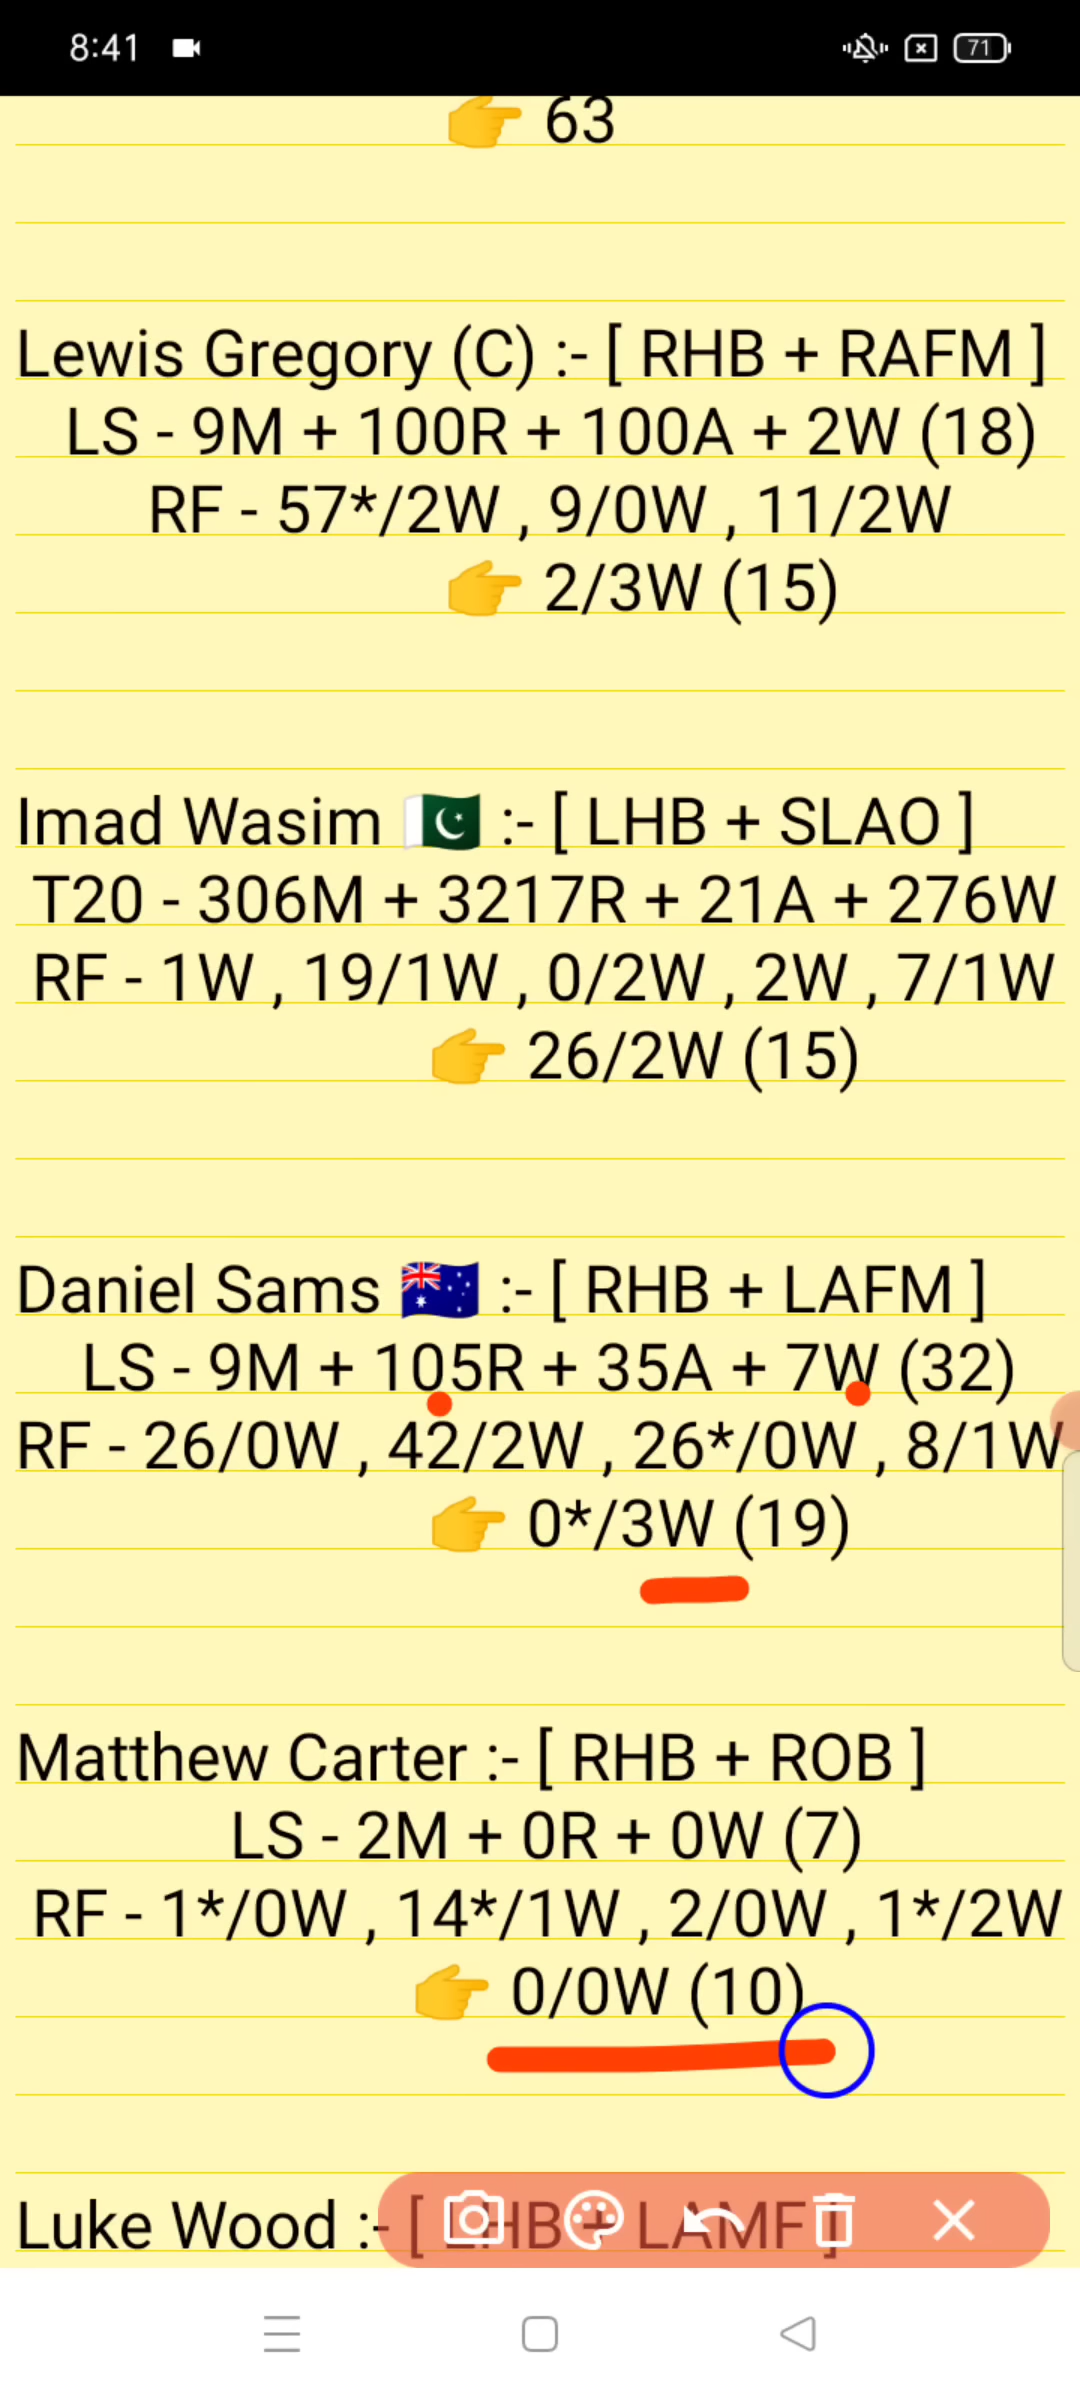 8:41 71
👉 63
Lewis Gregory (C) :- [ RHB + RAFM ]
LS - 9M + 100R + 100A + 2W (18)
RF - 57*/2W , 9/0W , 11/2W
👉 2/3W (15)
Imad Wasim 🇵🇰 :- [ LHB + SLAO ]
T20 - 306M + 3217R + 21A + 276W
RF - 1W , 19/1W , 0/2W , 2W , 7/1W
👉 26/2W (15)
Daniel Sams 🇦🇺 :- [ RHB + LAFM ]
LS - 9M + 105R + 35A + 7W (32)
RF - 26/0W , 42/2W , 26*/0W , 8/1W
👉 0*/3W (19)
Matthew Carter :- [ RHB + ROB ]
LS - 2M + 0R + 0W (7)
RF - 1*/0W , 14*/1W , 2/0W , 1*/2W
👉 0/0W (10)
Luke Wood :- [ LHB + LAMF ]